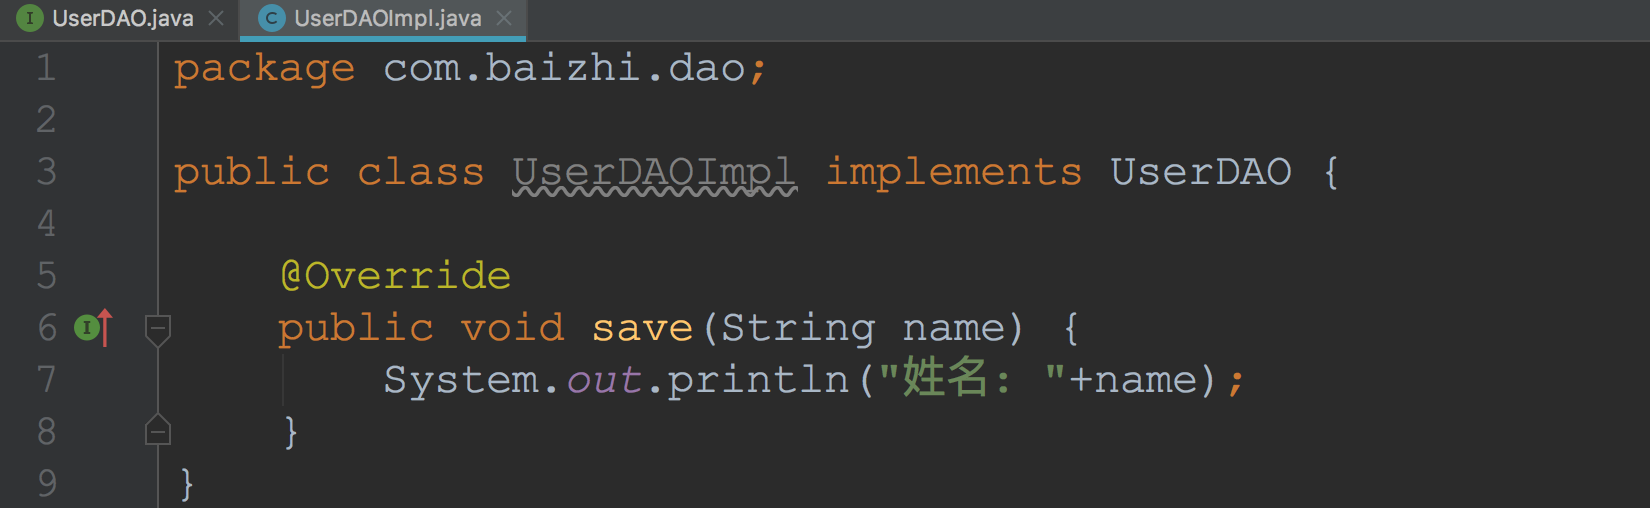 UserDAO.java UserDAOImpl.java
1 package com.baizhi.dao;
2
3 public class UserDAOImpl implements UserDAO {
4
5     @Override
6     public void save(String name) {
7         System.out.println("姓名: "+name);
8     }
9 }